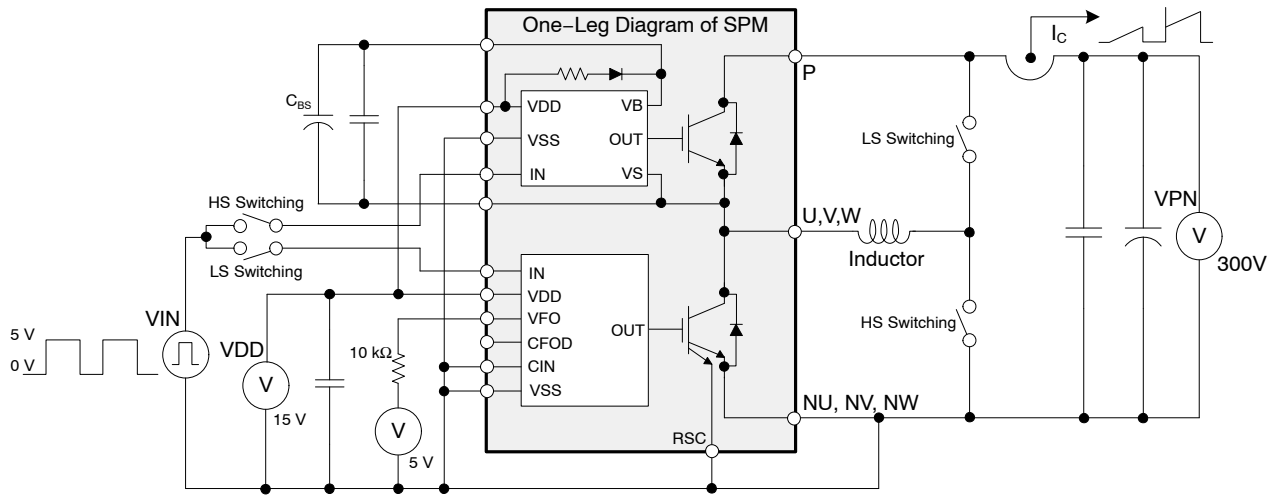 One−Leg Diagram of SPM
IC
P
CBS
VDD
VB
VSS
OUT
IN
VS
LS Switching
HS Switching
LS Switching
U,V,W
Inductor
VPN
V
300V
IN
VDD
VFO
CFOD
CIN
VSS
OUT
HS Switching
VIN
5 V
0 V
VDD
V
15 V
10 kΩ
V
5 V
NU, NV, NW
RSC